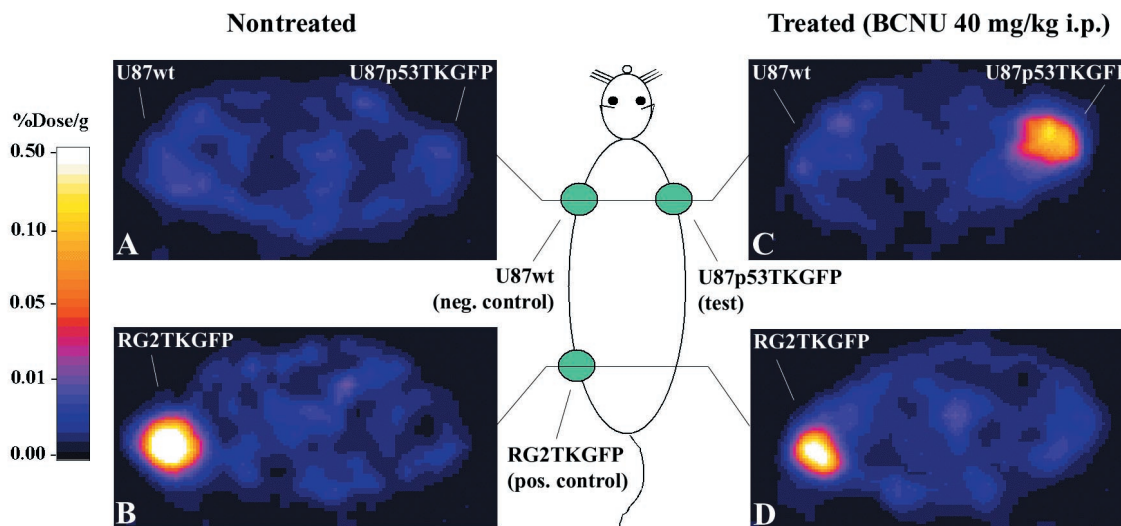 Nontreated
Treated (BCNU 40 mg/kg i.p.)
U87wt
U87p53TKGFP
U87wt
U87p53TKGFP
%Dose/g
0.50
0.10
0.05
0.01
0.00
A
C
U87wt
(neg. control)
U87p53TKGFP
(test)
RG2TKGFP
RG2TKGFP
RG2TKGFP
(pos. control)
B
D